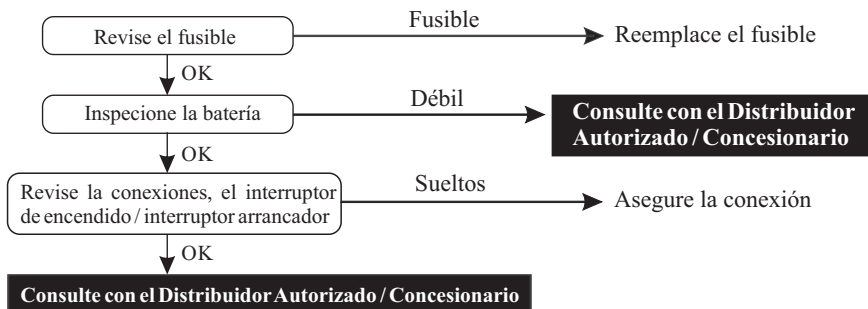 Revise el fusible
Fusible
Reemplace el fusible
OK
Inspecione la batería
Débil
Consulte con el Distribuidor
Autorizado / Concesionario
OK
Revise la conexiones, el interruptor
de encendido / interruptor arrancador
Sueltos
Asegure la conexión
OK
Consulte con el Distribuidor Autorizado / Concesionario